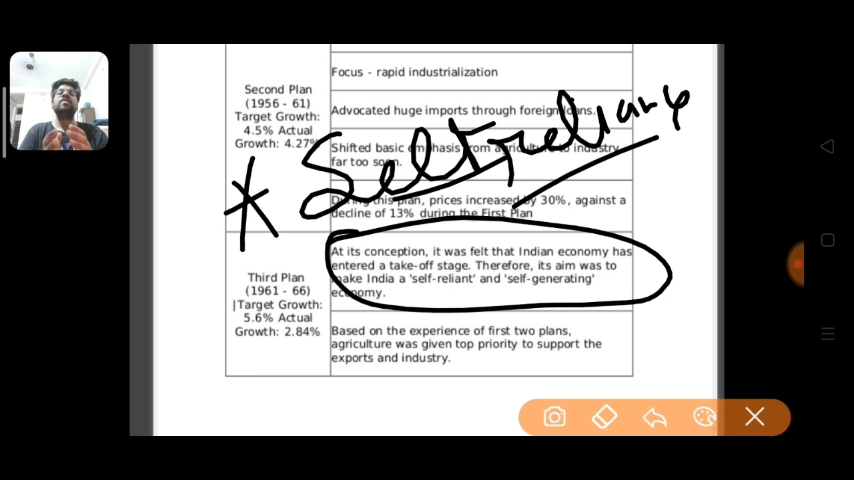 Focus - rapid industrialization
Second Plan
(1956 - 61)
Target Growth:
4.5% Actual
Growth: 4.27%
Advocated huge imports through foreign loans.
Shifted basic emphasis from agriculture to industry
far too soon.
During this plan, prices increased by 30%, against a
decline of 13% during the First Plan
* Self reliancy
Third Plan
(1961 - 66)
|Target Growth:
5.6% Actual
Growth: 2.84%
At its conception, it was felt that Indian economy has
entered a take-off stage. Therefore, its aim was to
make India a 'self-reliant' and 'self-generating'
economy.
Based on the experience of first two plans,
agriculture was given top priority to support the
exports and industry.